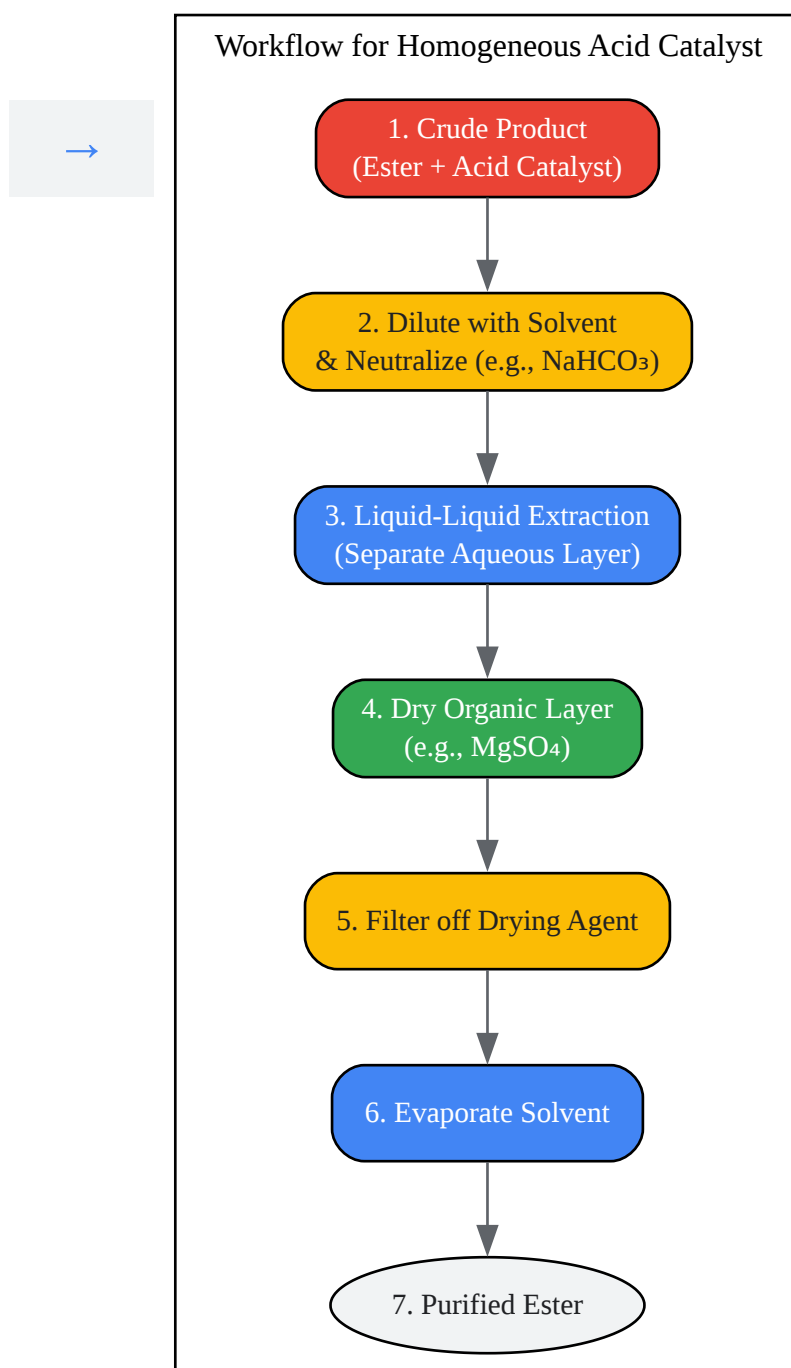 Workflow for Homogeneous Acid Catalyst
→
1. Crude Product
(Ester + Acid Catalyst)
2. Dilute with Solvent
& Neutralize (e.g., NaHCO₃)
3. Liquid-Liquid Extraction
(Separate Aqueous Layer)
4. Dry Organic Layer
(e.g., MgSO₄)
5. Filter off Drying Agent
6. Evaporate Solvent
7. Purified Ester